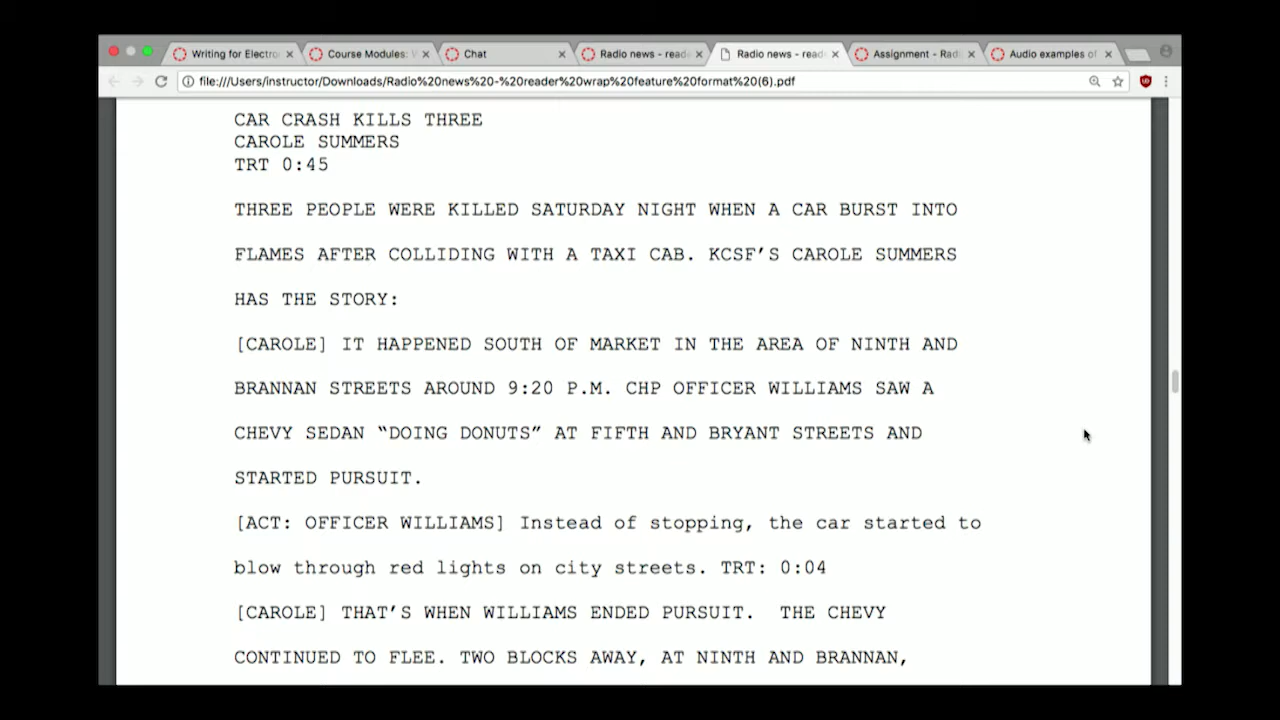 Writing for Electro
Course Modules: V
Chat
Radio news - reade
Radio news - reade
Assignment - Radi
Audio examples of
file:///Users/instructor/Downloads/Radio%20news%20-%20reader%20wrap%20feature%20format%20(6).pdf
CAR CRASH KILLS THREE
CAROLE SUMMERS
TRT 0:45
THREE PEOPLE WERE KILLED SATURDAY NIGHT WHEN A CAR BURST INTO
FLAMES AFTER COLLIDING WITH A TAXI CAB. KCSF’S CAROLE SUMMERS
HAS THE STORY:
[CAROLE] IT HAPPENED SOUTH OF MARKET IN THE AREA OF NINTH AND
BRANNAN STREETS AROUND 9:20 P.M. CHP OFFICER WILLIAMS SAW A
CHEVY SEDAN “DOING DONUTS” AT FIFTH AND BRYANT STREETS AND
STARTED PURSUIT.
[ACT: OFFICER WILLIAMS] Instead of stopping, the car started to
blow through red lights on city streets. TRT: 0:04
[CAROLE] THAT’S WHEN WILLIAMS ENDED PURSUIT.  THE CHEVY
CONTINUED TO FLEE. TWO BLOCKS AWAY, AT NINTH AND BRANNAN,